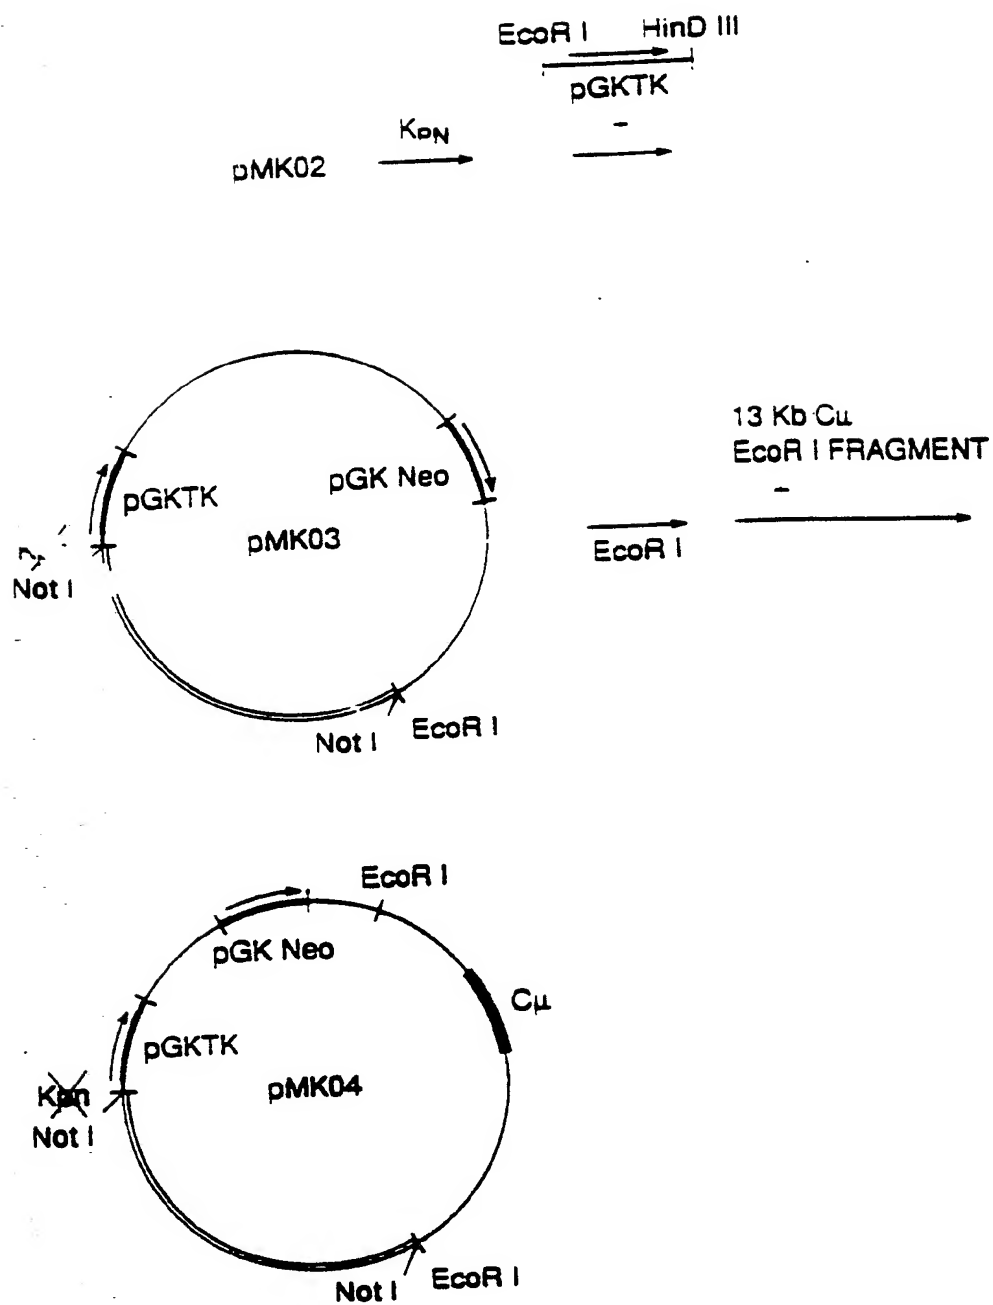 EcoR I HinD III
pGKTK
pMK02 KPN
13 Kb Cμ
EcoR I FRAGMENT
pGKTK pGK Neo
pMK03
EcoR I
Not I
Not I EcoR I
EcoR I
pGK Neo
Cμ
pGKTK
pMK04
Kpn
Not I
Not I EcoR I